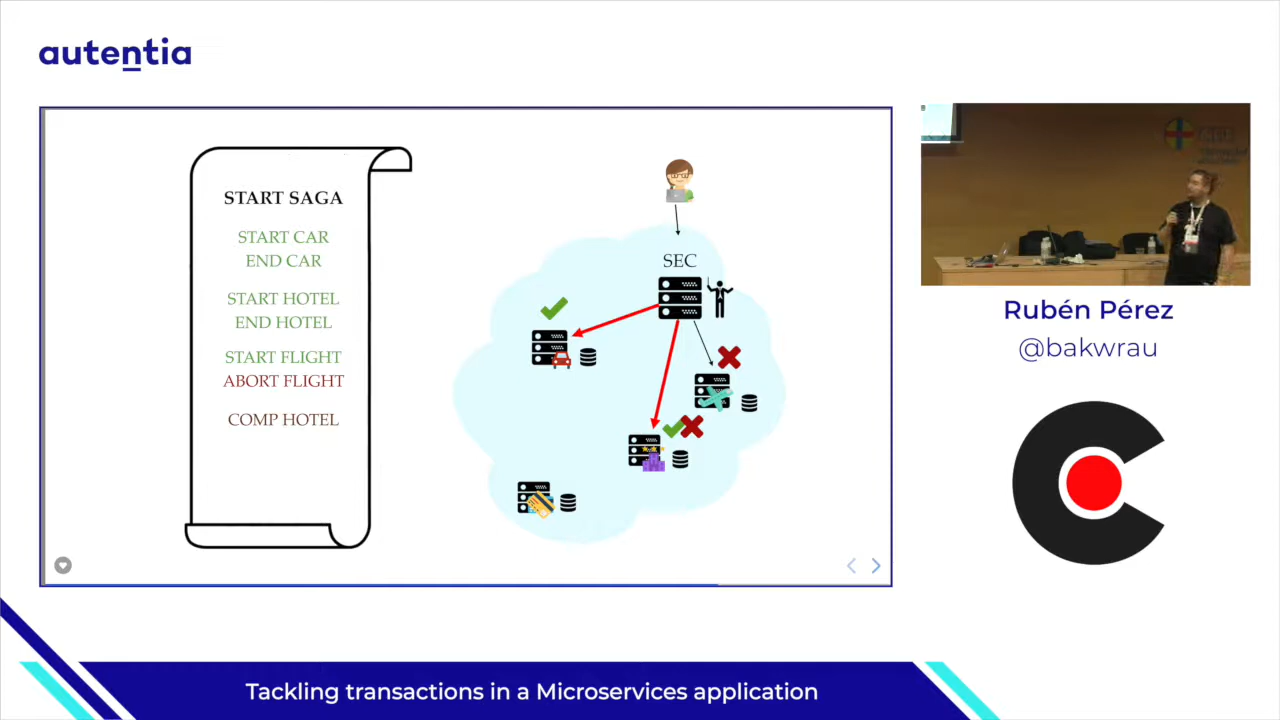 autentia
START SAGA
START CAR
END CAR
START HOTEL
END HOTEL
START FLIGHT
ABORT FLIGHT
COMP HOTEL
SEC
Rubén Pérez
@bakwrau
Tackling transactions in a Microservices application